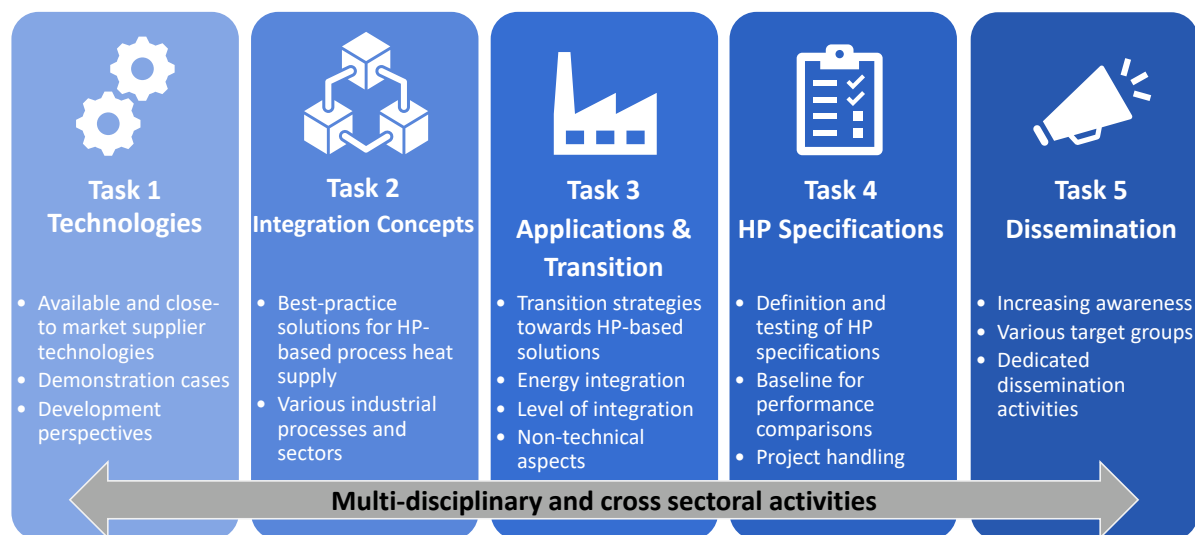 Task 1
Technologies
• Available and close-
to market supplier
technologies
• Demonstration cases
• Development
perspectives
Task 2
Integration Concepts
• Best-practice
solutions for HP-
based process heat
supply
• Various industrial
processes and
sectors
Task 3
Applications &
Transition
• Transition strategies
towards HP-based
solutions
• Energy integration
• Level of integration
• Non-technical
aspects
Task 4
HP Specifications
• Definition and
testing of HP
specifications
• Baseline for
performance
comparisons
• Project handling
Task 5
Dissemination
• Increasing awareness
• Various target groups
• Dedicated
dissemination
activities
Multi-disciplinary and cross sectoral activities